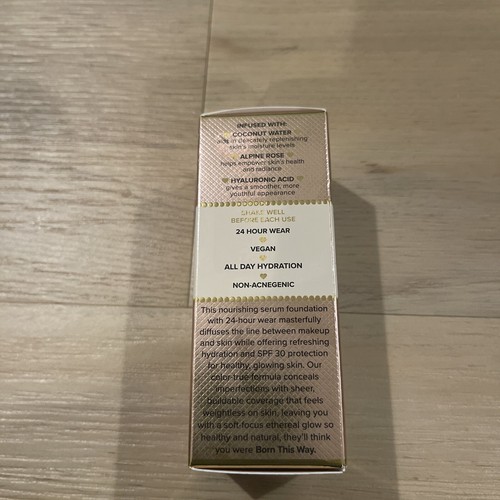 INFUSED WITH:
COCONUT WATER
aids in delicately replenishing
skin's moisture levels
ALPINE ROSE
helps empower skin's health
and radiance
HYALURONIC ACID
gives a smoother, more
youthful appearance
SHAKE WELL
BEFORE EACH USE
24 HOUR WEAR
VEGAN
ALL DAY HYDRATION
NON-ACNEGENIC
This nourishing serum foundation
with 24-hour wear masterfully
diffuses the line between makeup
and skin while offering refreshing
hydration and SPF 30 protection
for healthy, glowing skin. Our
color-true formula conceals
imperfections with sheer,
buildable coverage that feels
weightless on skin, leaving you
with a soft-focus ethereal glow so
healthy and natural, they'll think
you were Born This Way.